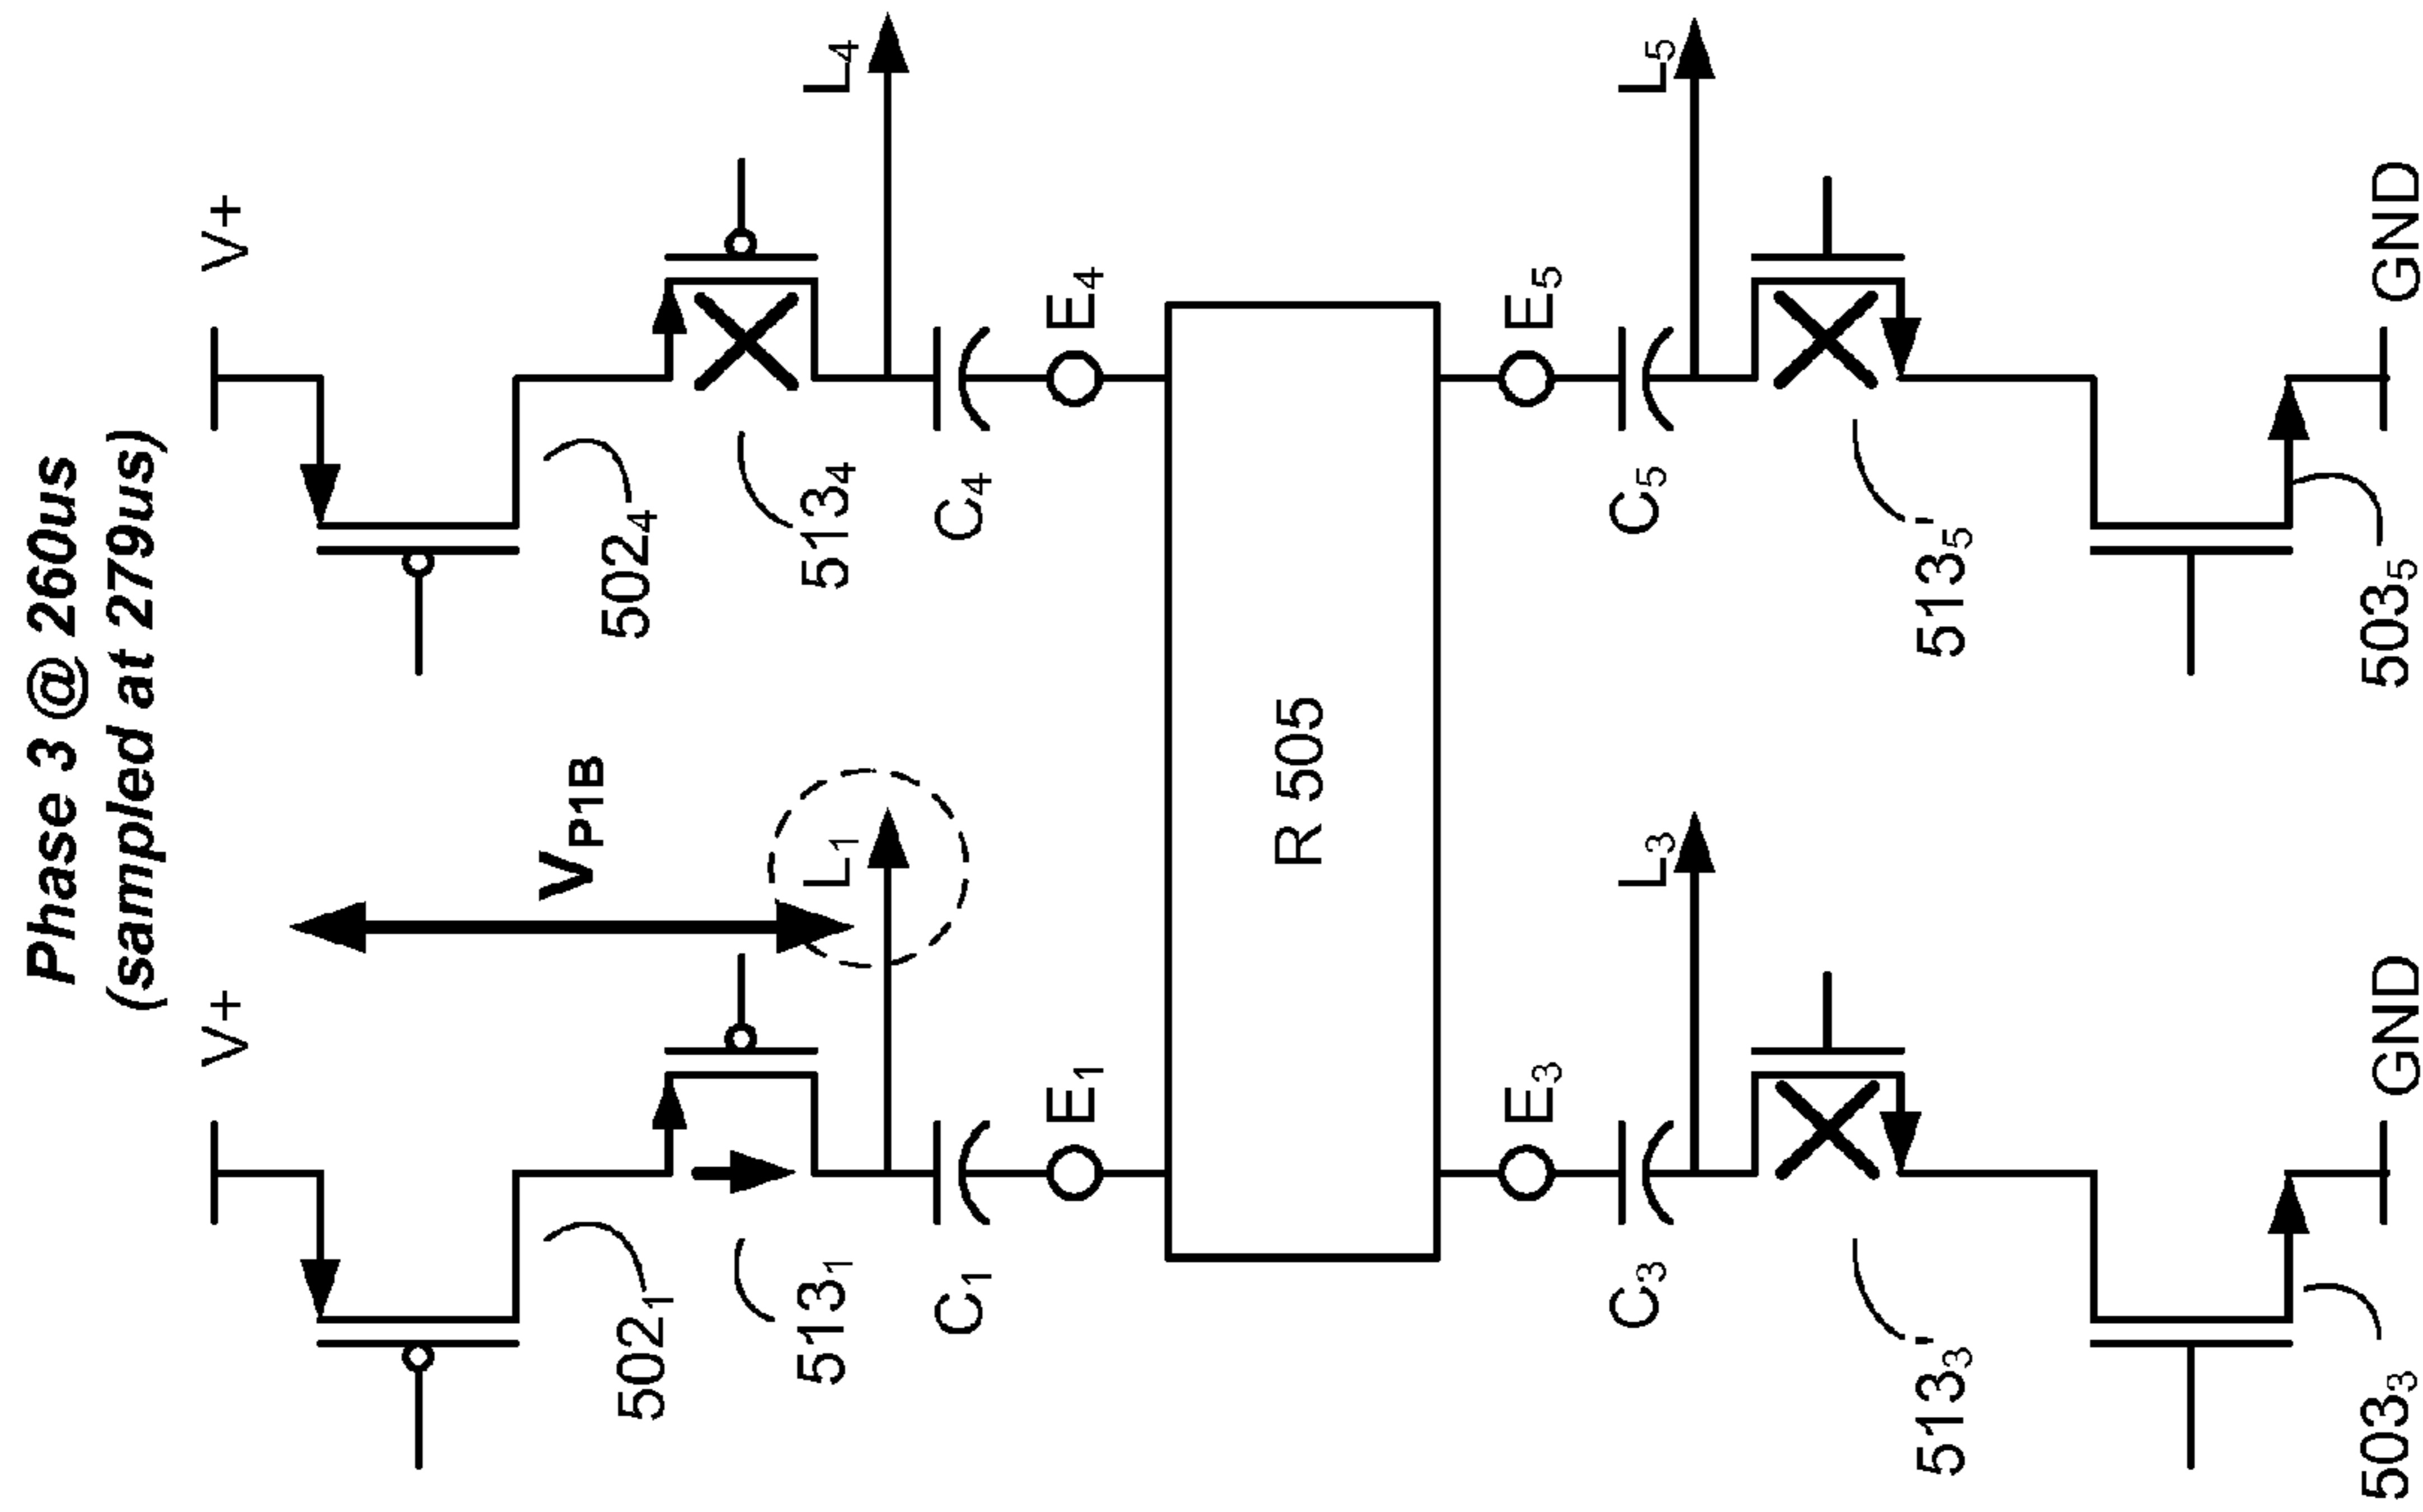 Phase 3 @ 260us
(sampled at 279us)
V+
V+
V_P1B
502₁
502₄
513₁
513₄
L₁
L₄
C₁
C₄
E₁
E₄
R 505
E₃
E₅
C₃
C₅
L₃
L₅
513₃'
513₅'
503₃
503₅
GND
GND